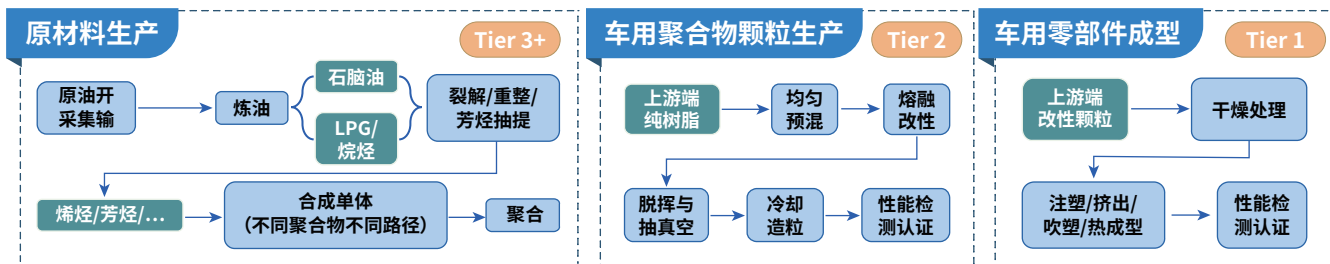 原材料生产
Tier 3+
原油开
采集输
炼油
石脑油
LPG/
烷烃
裂解/重整/
芳烃抽提
烯烃/芳烃/...
合成单体
（不同聚合物不同路径）
聚合
车用聚合物颗粒生产
Tier 2
上游端
纯树脂
均匀
预混
熔融
改性
脱挥与
抽真空
冷却
造粒
性能检
测认证
车用零部件成型
Tier 1
上游端
改性颗粒
干燥处理
注塑/挤出/
吹塑/热成型
性能检
测认证